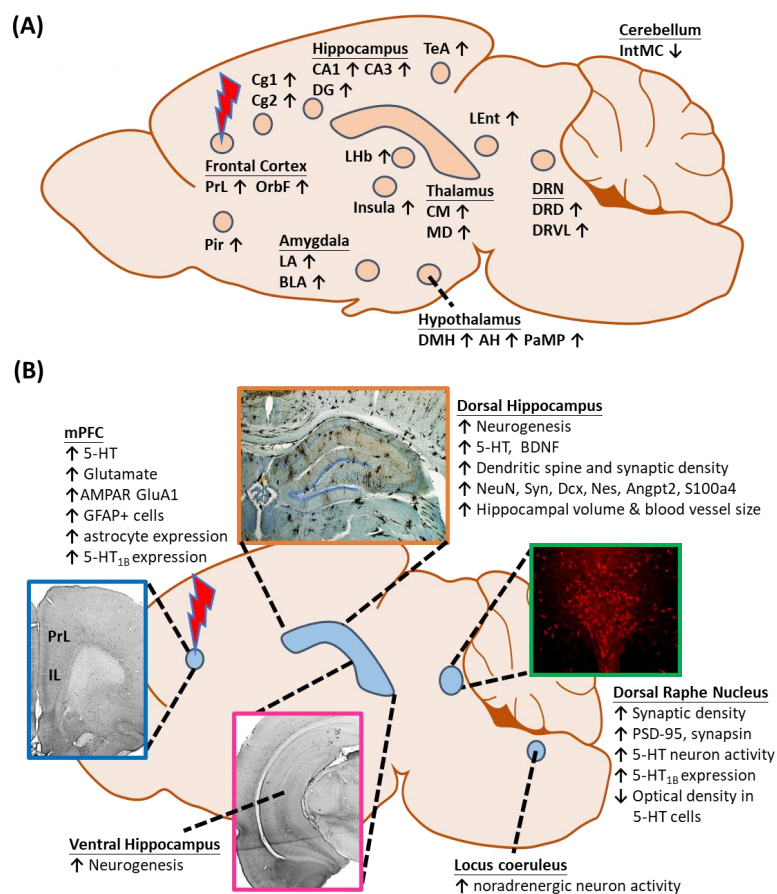 (A)
Cerebellum
IntMC ↓
Hippocampus
CA1 ↑ CA3 ↑
DG ↑
TeA ↑
Cg1 ↑
Cg2 ↑
LEnt ↑
LHb ↑
Frontal Cortex
PrL ↑ OrbF ↑
Insula ↑
Thalamus
CM ↑
MD ↑
DRN
DRD ↑
DRVL ↑
Pir ↑
Amygdala
LA ↑
BLA ↑
Hypothalamus
DMH ↑ AH ↑ PaMP ↑
(B)
mPFC
↑ 5-HT
↑ Glutamate
↑ AMPAR GluA1
↑ GFAP+ cells
↑ astrocyte expression
↑ 5-HT1B expression
Dorsal Hippocampus
↑ Neurogenesis
↑ 5-HT, BDNF
↑ Dendritic spine and synaptic density
↑ NeuN, Syn, Dcx, Nes, Angpt2, S100a4
↑ Hippocampal volume & blood vessel size
PrL
IL
Dorsal Raphe Nucleus
↑ Synaptic density
↑ PSD-95, synapsin
↑ 5-HT neuron activity
↑ 5-HT1B expression
↓ Optical density in
5-HT cells
Ventral Hippocampus
↑ Neurogenesis
Locus coeruleus
↑ noradrenergic neuron activity